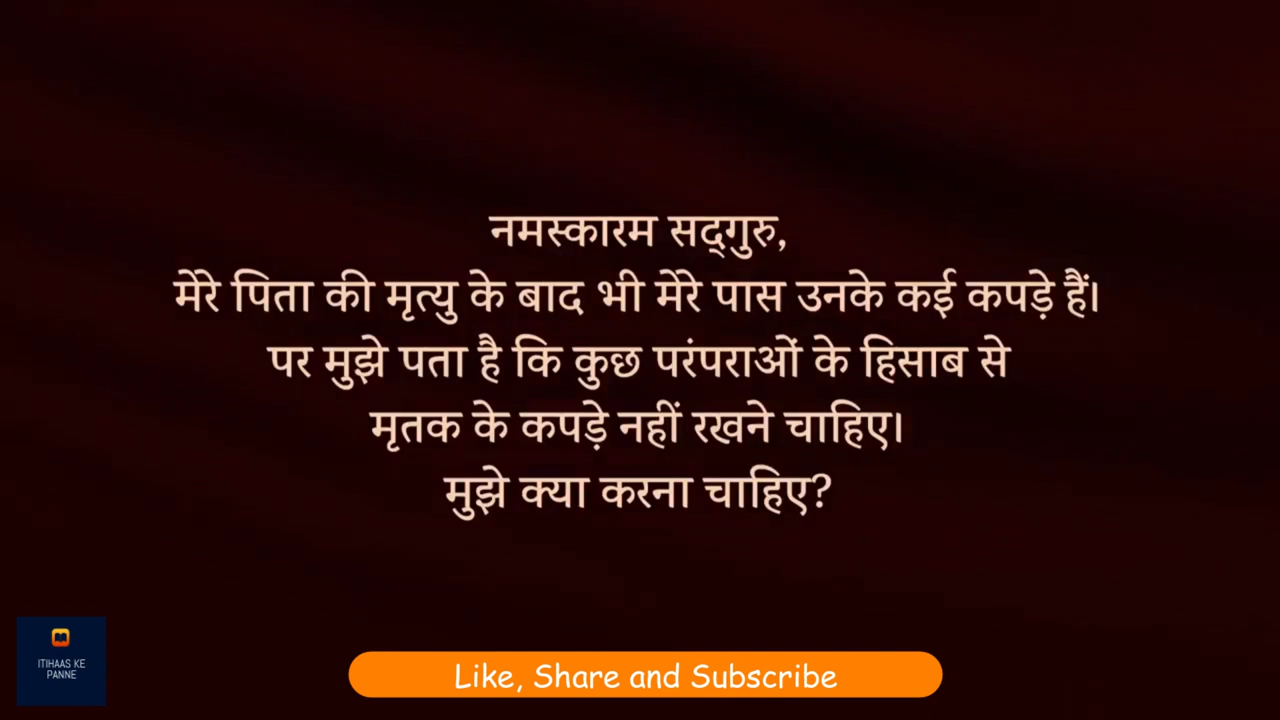 नमस्कारम सद्‌गुरु,
मेरे पिता की मृत्यु के बाद भी मेरे पास उनके कई कपड़े हैं।
पर मुझे पता है कि कुछ परंपराओं के हिसाब से
मृतक के कपड़े नहीं रखने चाहिए।
मुझे क्या करना चाहिए?
ITIHAAS KE
PANNE
Like, Share and Subscribe